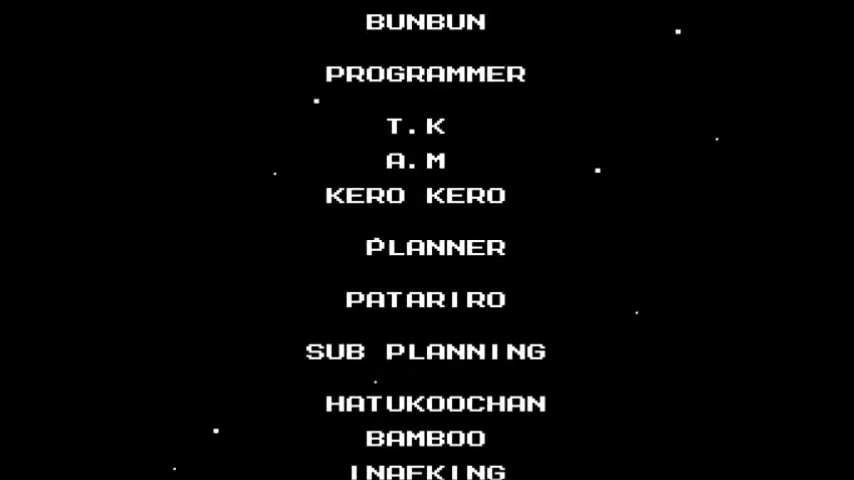 BUNBUN
PROGRAMMER
T.K
A.M
KERO KERO
PLANNER
PATARIRO
SUB PLANNING
HATUKOOCHAN
BAMBOO
INAFKING